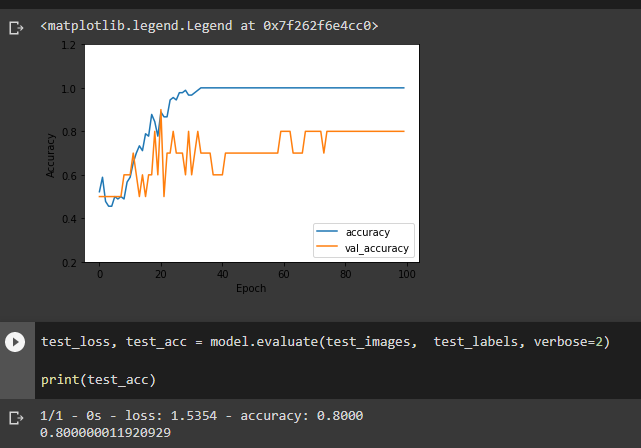 <matplotlib.legend.Legend at 0x7f262f6e4cc0>
1.2
1.0
0.8
0.6
0.4
0.2
Accuracy
accuracy
val_accuracy
0 20 40 60 80 100
Epoch
test_loss, test_acc = model.evaluate(test_images,  test_labels, verbose=2)
print(test_acc)
1/1 - 0s - loss: 1.5354 - accuracy: 0.8000
0.800000011920929